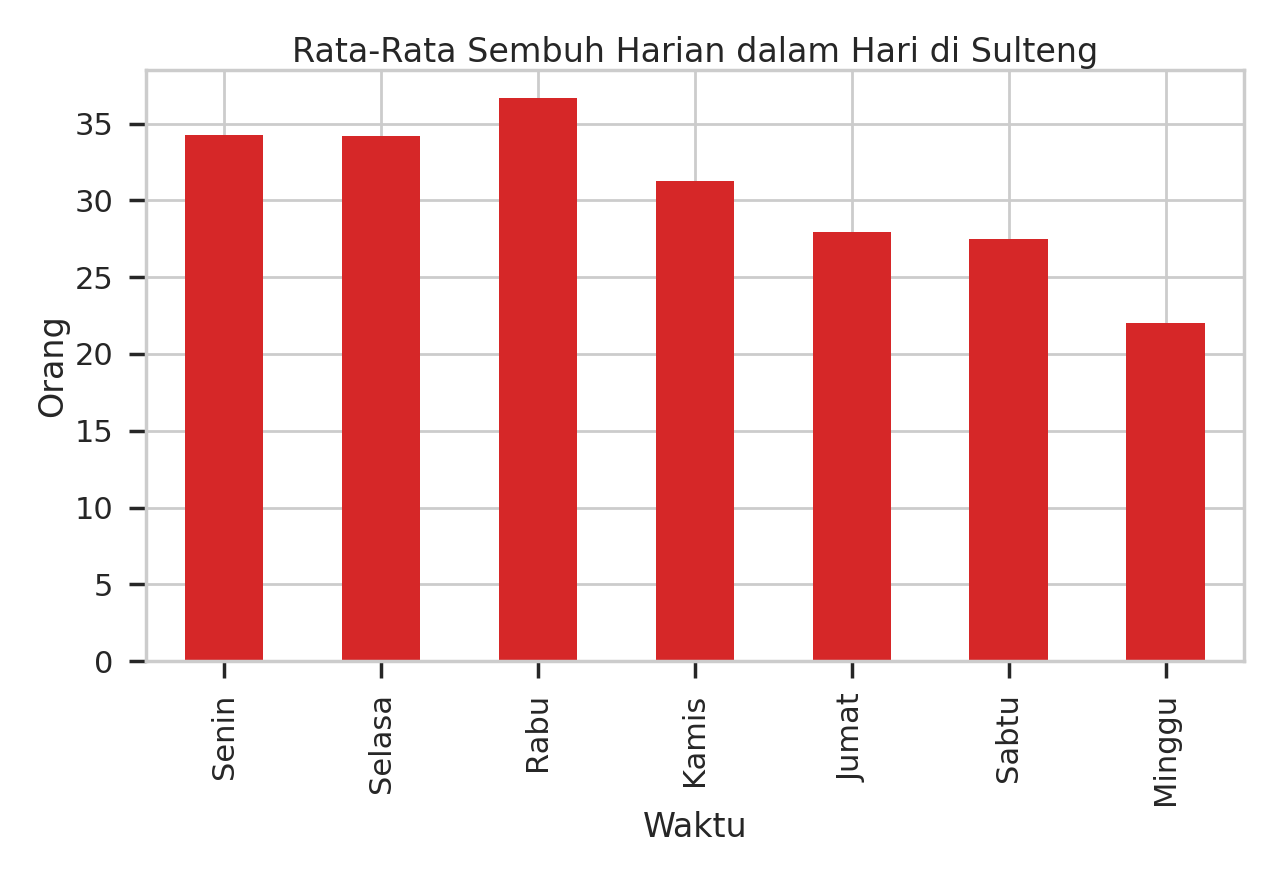 Rata-Rata Sembuh Harian dalam Hari di Sulteng
Orang
35
30
25
20
15
10
5
0
Senin
Selasa
Rabu
Kamis
Jumat
Sabtu
Minggu
Waktu